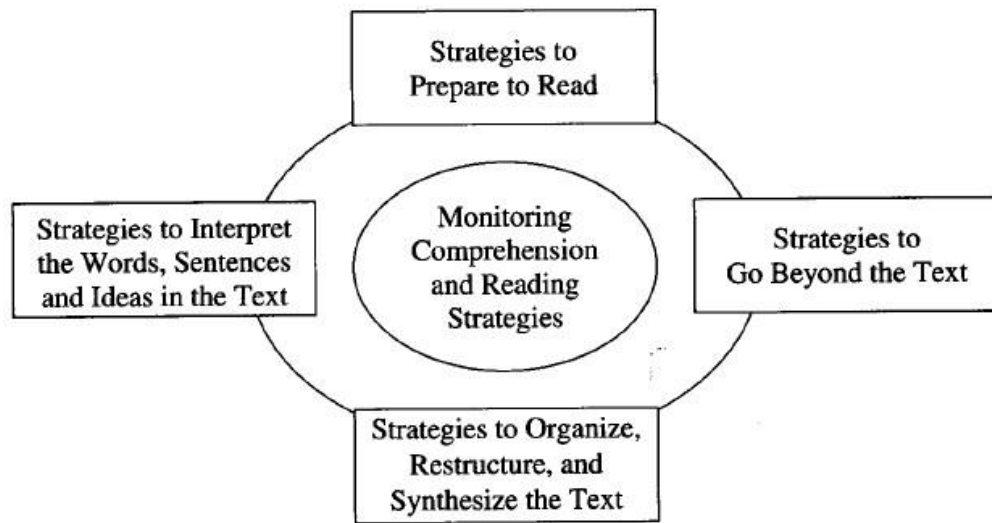 Strategies to
Prepare to Read
Strategies to Interpret
the Words, Sentences
and Ideas in the Text
Monitoring
Comprehension
and Reading
Strategies
Strategies to
Go Beyond the Text
Strategies to Organize,
Restructure, and
Synthesize the Text